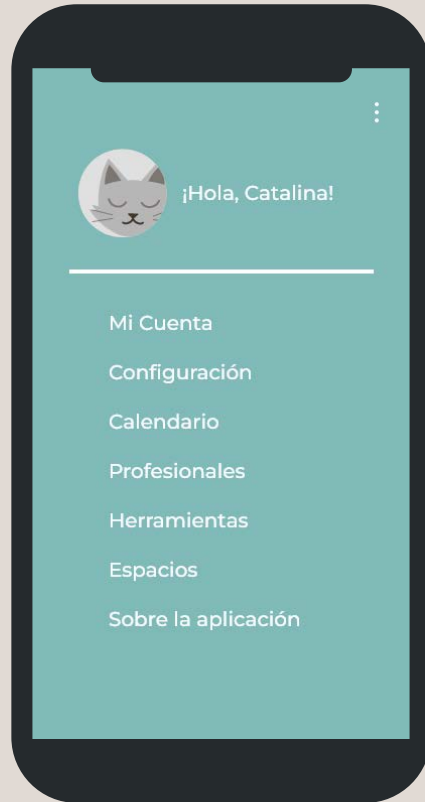 ¡Hola, Catalina!
Mi Cuenta
Configuración
Calendario
Profesionales
Herramientas
Espacios
Sobre la aplicación